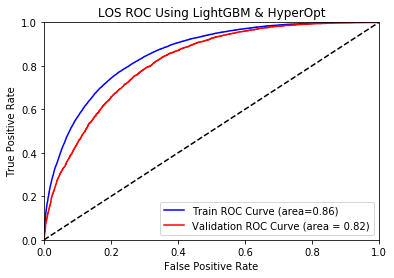 LOS ROC Using LightGBM & HyperOpt
1.0
0.8
0.6
0.4
0.2
0.0
True Positive Rate
Train ROC Curve (area=0.86)
Validation ROC Curve (area = 0.82)
0.0 0.2 0.4 0.6 0.8 1.0
False Positive Rate